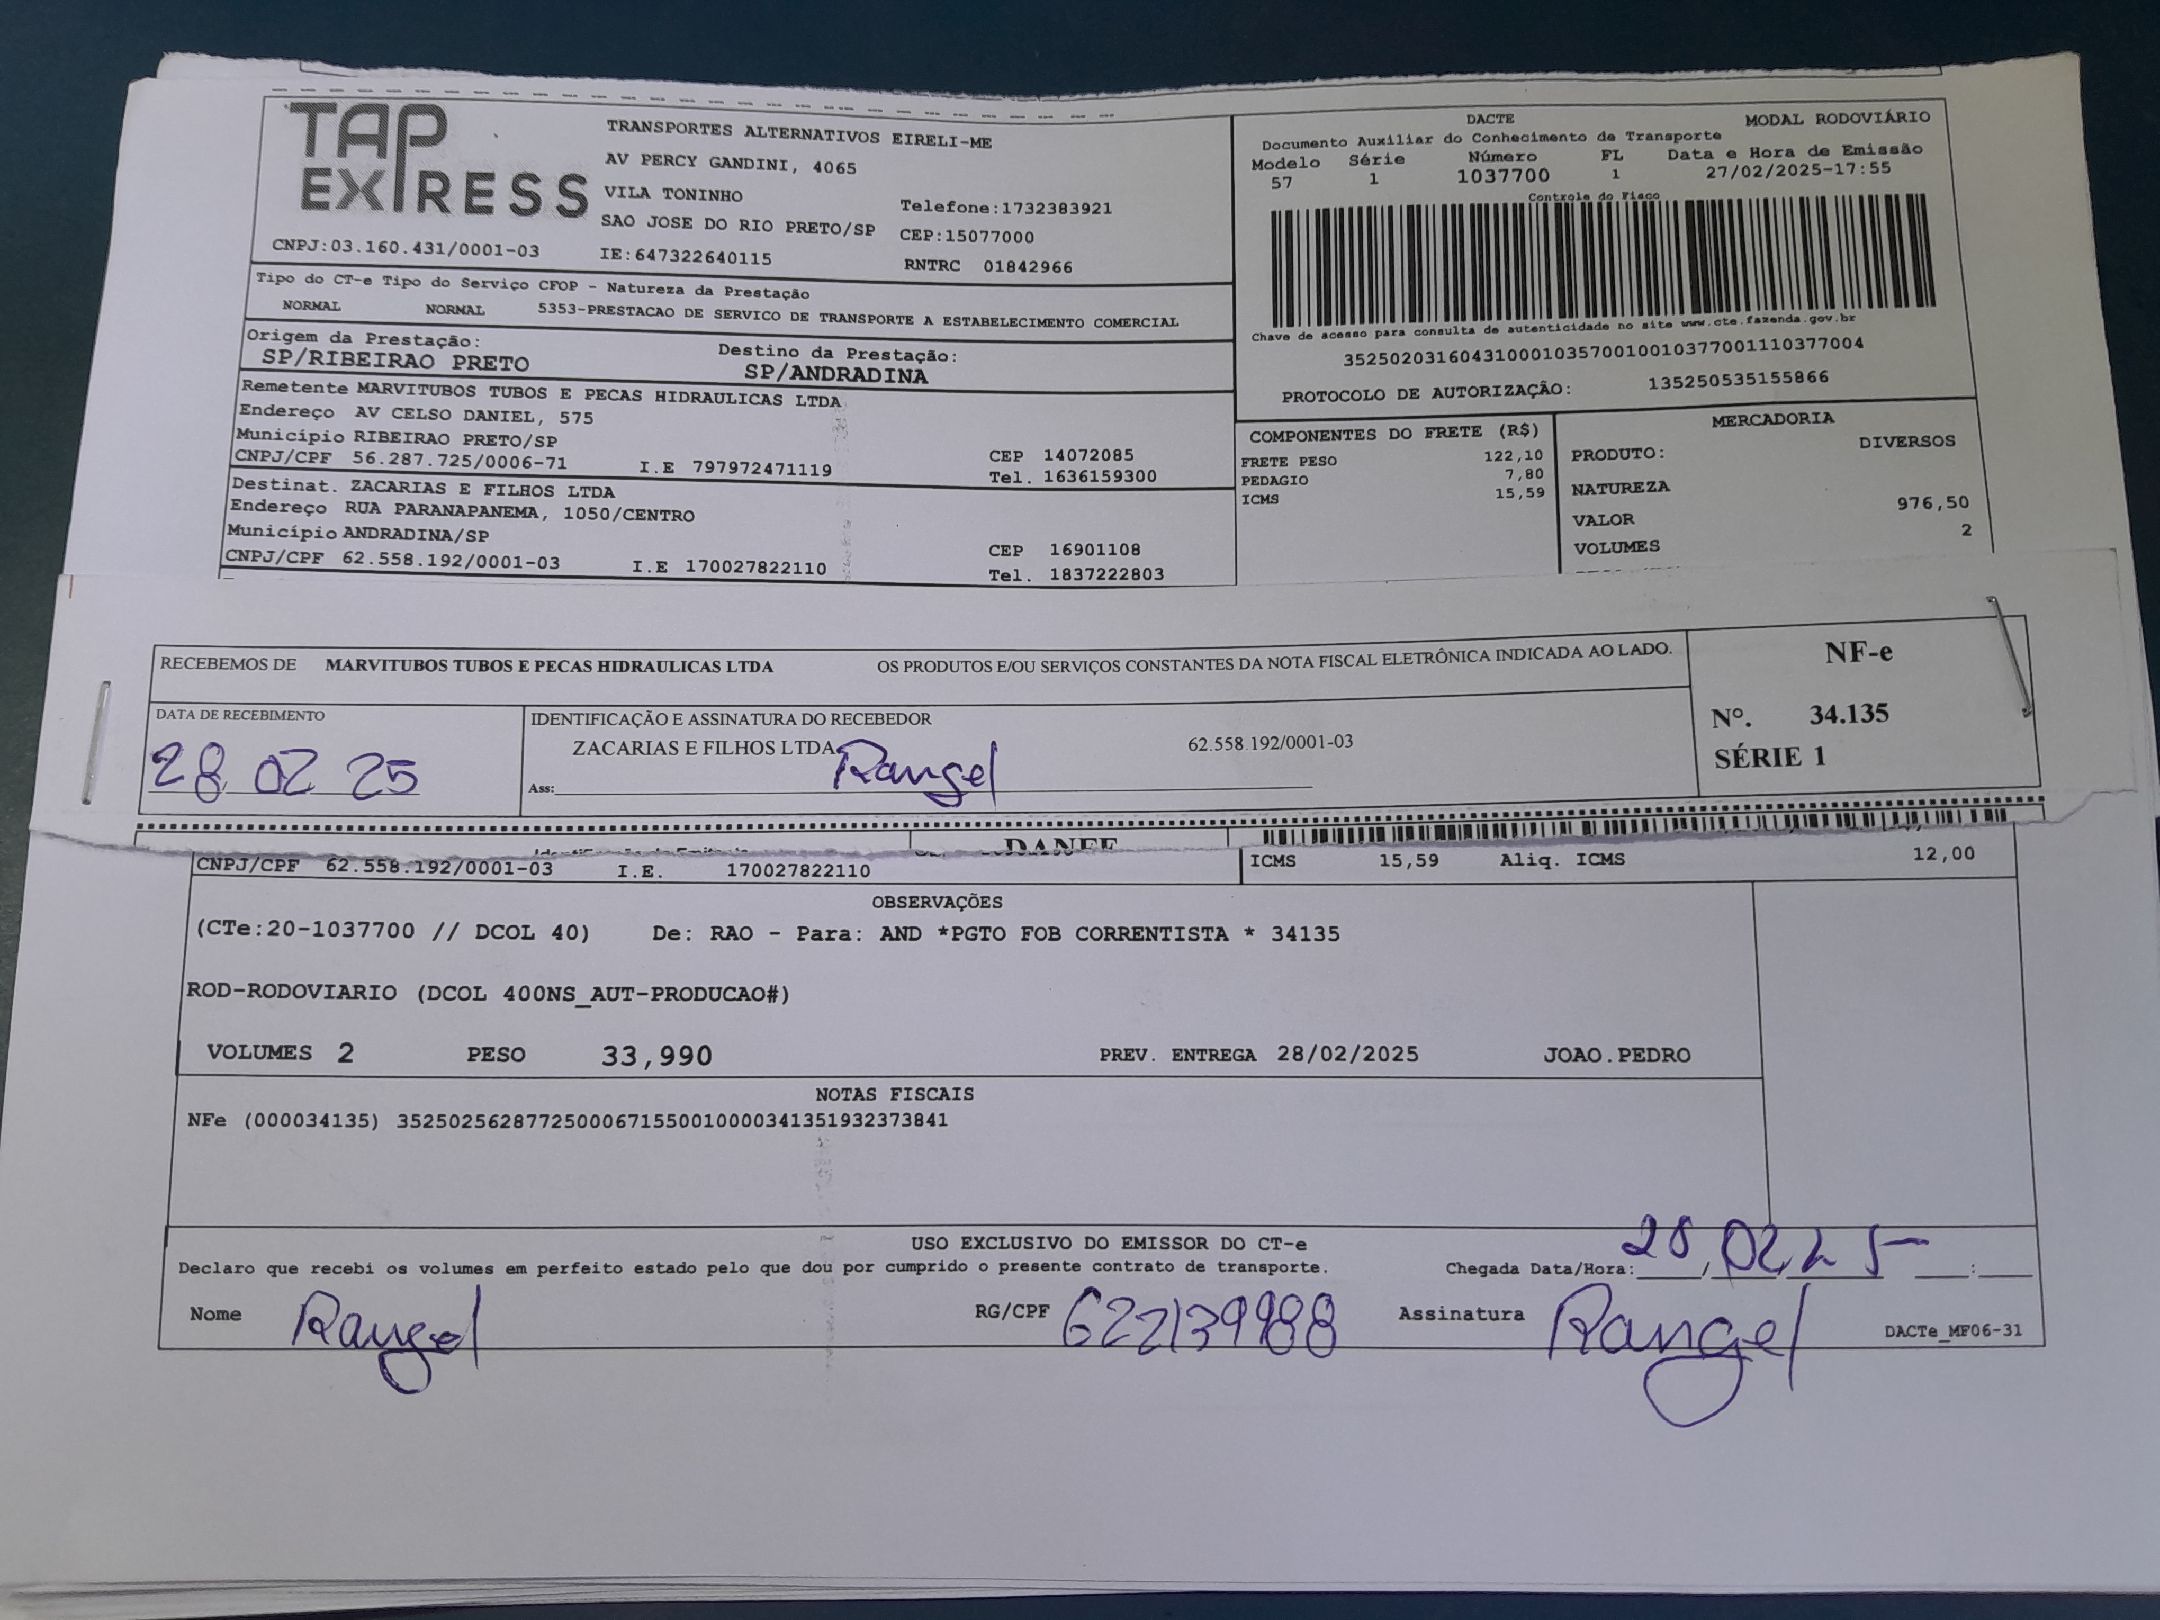 TAP EXPRESS
TRANSPORTES ALTERNATIVOS EIRELI-ME
AV PERCY GANDINI, 4065
VILA TONINHO
Telefone:1732383921
SAO JOSE DO RIO PRETO/SP CEP:15077000
CNPJ:03.160.431/0001-03 IE:647322640115 RNTRC 01842966
DACTE MODAL RODOVIÁRIO
Documento Auxiliar do Conhecimento de Transporte
Modelo Série Número FL Data e Hora de Emissão
57 1 1037700 1 27/02/2025-17:55
Controle do Fisco
Chave de acesso para consulta de autenticidade no site www.cte.fazenda.gov.br
35250203160431000103570010010377001110377004
PROTOCOLO DE AUTORIZAÇÃO: 135250535155866
Tipo do CT-e Tipo do Serviço CFOP - Natureza da Prestação
NORMAL NORMAL 5353-PRESTACAO DE SERVICO DE TRANSPORTE A ESTABELECIMENTO COMERCIAL
Origem da Prestação: Destino da Prestação:
SP/RIBEIRAO PRETO SP/ANDRADINA
Remetente MARVITUBOS TUBOS E PECAS HIDRAULICAS LTDA
Endereço AV CELSO DANIEL, 575
Município RIBEIRAO PRETO/SP CEP 14072085
CNPJ/CPF 56.287.725/0006-71 I.E 797972471119 Tel. 1636159300
Destinat. ZACARIAS E FILHOS LTDA
Endereço RUA PARANAPANEMA, 1050/CENTRO
Município ANDRADINA/SP CEP 16901108
CNPJ/CPF 62.558.192/0001-03 I.E 170027822110 Tel. 1837222803
COMPONENTES DO FRETE (R$)
FRETE PESO 122,10
PEDAGIO 7,80
ICMS 15,59
MERCADORIA
PRODUTO: DIVERSOS
NATUREZA
VALOR 976,50
VOLUMES 2
RECEBEMOS DE MARVITUBOS TUBOS E PECAS HIDRAULICAS LTDA OS PRODUTOS E/OU SERVIÇOS CONSTANTES DA NOTA FISCAL ELETRÔNICA INDICADA AO LADO.
NF-e
Nº. 34.135
SÉRIE 1
DATA DE RECEBIMENTO
28 02 25
IDENTIFICAÇÃO E ASSINATURA DO RECEBEDOR
ZACARIAS E FILHOS LTDA 62.558.192/0001-03
Ass: Rangel
DANFE
CNPJ/CPF 62.558.192/0001-03 I.E. 170027822110 ICMS 15,59 Aliq. ICMS 12,00
OBSERVAÇÕES
(CTe:20-1037700 // DCOL 40) De: RAO - Para: AND *PGTO FOB CORRENTISTA * 34135
ROD-RODOVIARIO (DCOL 400NS_AUT-PRODUCAO#)
VOLUMES 2 PESO 33,990 PREV. ENTREGA 28/02/2025 JOAO.PEDRO
NOTAS FISCAIS
NFe (000034135) 35250256287725000671550010000341351932373841
USO EXCLUSIVO DO EMISSOR DO CT-e
Declaro que recebi os volumes em perfeito estado pelo que dou por cumprido o presente contrato de transporte. Chegada Data/Hora: 28/02 25 :
Nome Rangel RG/CPF 622139988 Assinatura Rangel DACTe_MF06-31